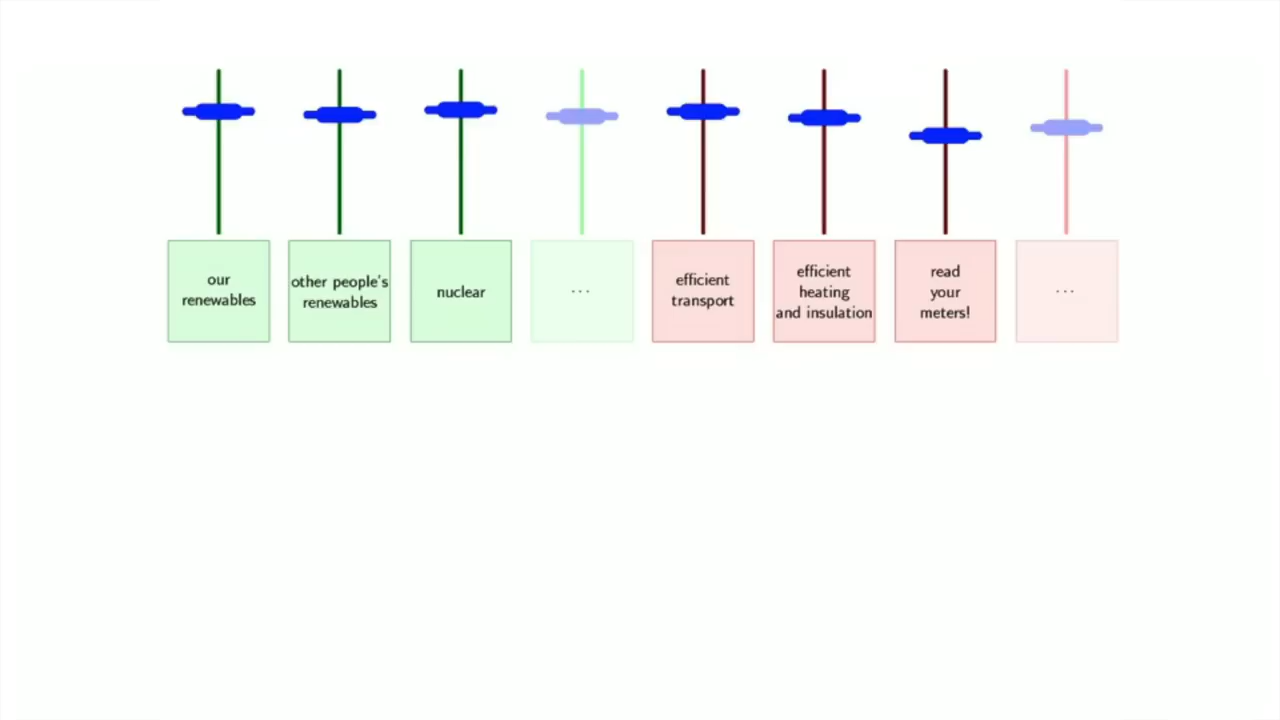 our
renewables
other people's
renewables
nuclear
...
efficient
transport
efficient
heating
and insulation
read
your
meters!
...